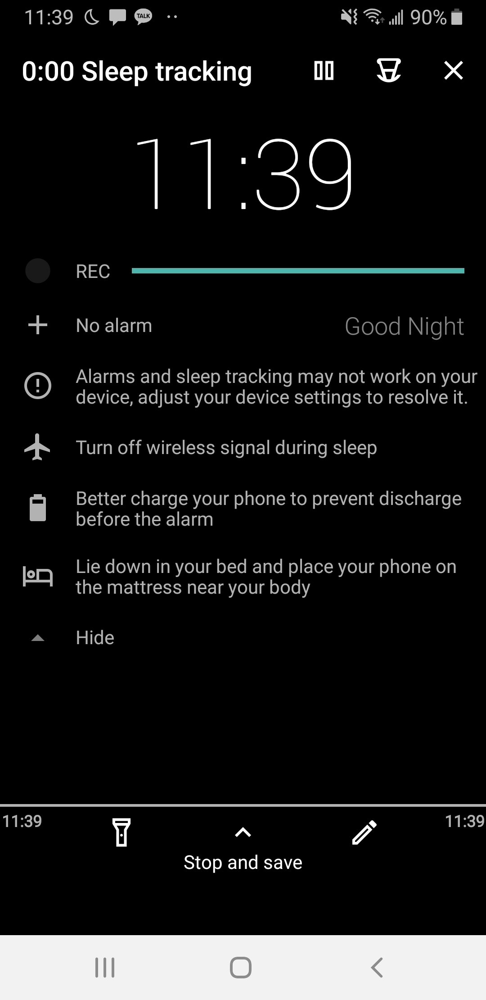 11:39 TALK 90%
0:00 Sleep tracking
11:39
REC
No alarm Good Night
Alarms and sleep tracking may not work on your
device, adjust your device settings to resolve it.
Turn off wireless signal during sleep
Better charge your phone to prevent discharge
before the alarm
Lie down in your bed and place your phone on
the mattress near your body
Hide
11:39 11:39
Stop and save